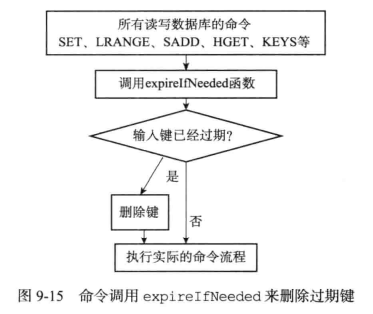 所有读写数据库的命令
SET、LRANGE、SADD、HGET、KEYS等
调用expireIfNeeded函数
输入键已经过期?
是
删除键
否
执行实际的命令流程
图 9-15 命令调用 expireIfNeeded 来删除过期键